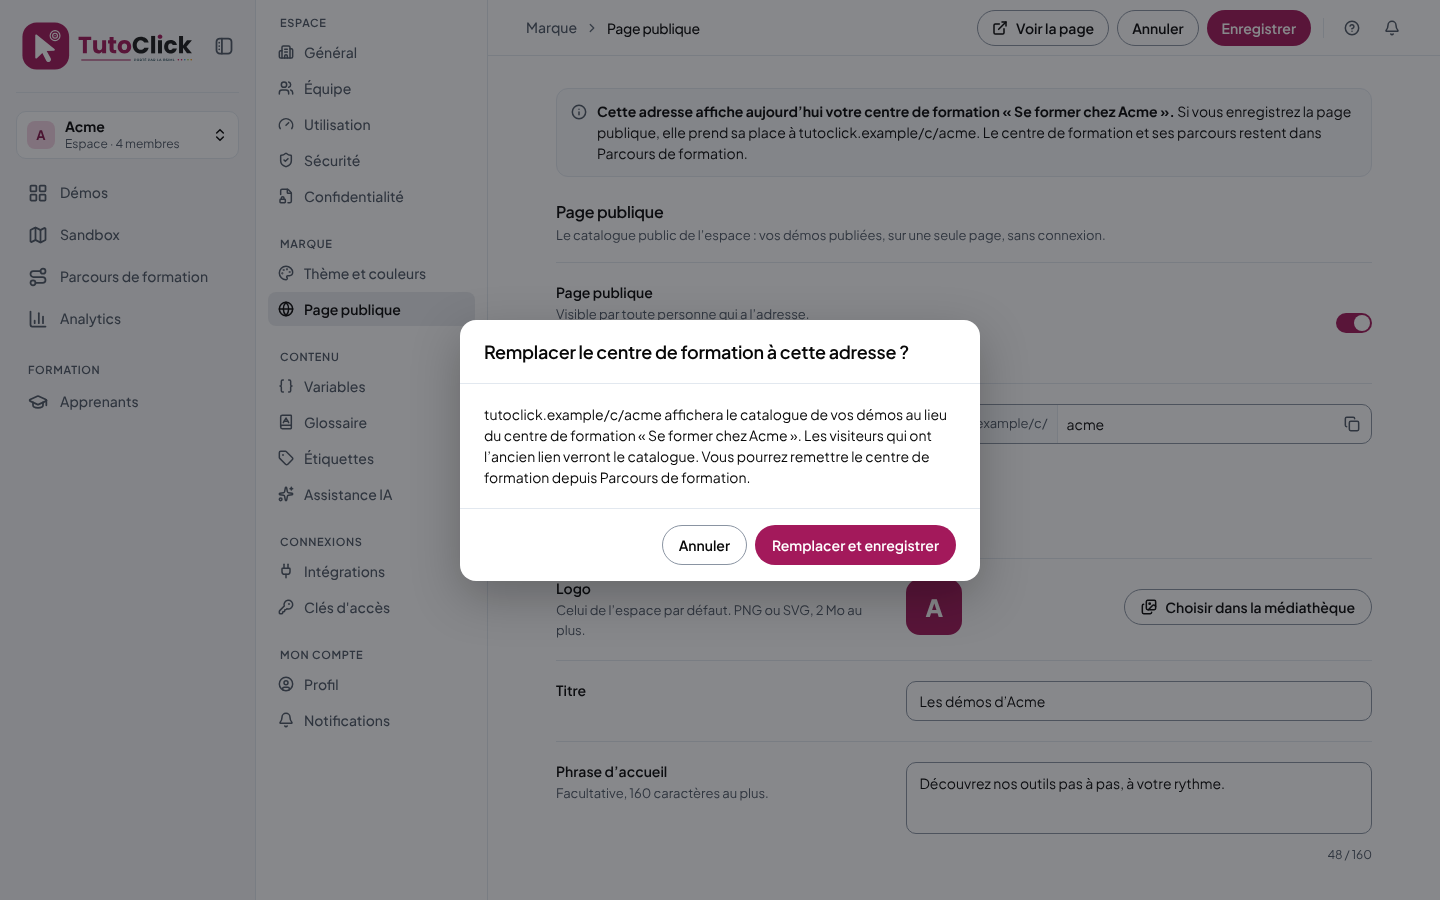 TutoClick
Acme
Espace · 4 membres
Démos
Sandbox
Parcours de formation
Analytics
FORMATION
Apprenants
ESPACE
Général
Équipe
Utilisation
Sécurité
Confidentialité
MARQUE
Thème et couleurs
Page publique
CONTENU
Variables
Glossaire
Étiquettes
Assistance IA
CONNEXIONS
Intégrations
Clés d'accès
MON COMPTE
Profil
Notifications
Marque > Page publique
Voir la page
Annuler
Enregistrer
Cette adresse affiche aujourd’hui votre centre de formation « Se former chez Acme ». Si vous enregistrez la page
publique, elle prend sa place à tutoclick.example/c/acme. Le centre de formation et ses parcours restent dans
Parcours de formation.
Page publique
Le catalogue public de l’espace : vos démos publiées, sur une seule page, sans connexion.
Page publique
Visible par toute personne qui a l’adresse.
example/c/ acme
Remplacer le centre de formation à cette adresse ?
tutoclick.example/c/acme affichera le catalogue de vos démos au lieu
du centre de formation « Se former chez Acme ». Les visiteurs qui ont
l’ancien lien verront le catalogue. Vous pourrez remettre le centre de
formation depuis Parcours de formation.
Annuler
Remplacer et enregistrer
Logo
Celui de l’espace par défaut. PNG ou SVG, 2 Mo au
plus.
A
Choisir dans la médiathèque
Titre
Les démos d’Acme
Phrase d’accueil
Facultative, 160 caractères au plus.
Découvrez nos outils pas à pas, à votre rythme.
48 / 160